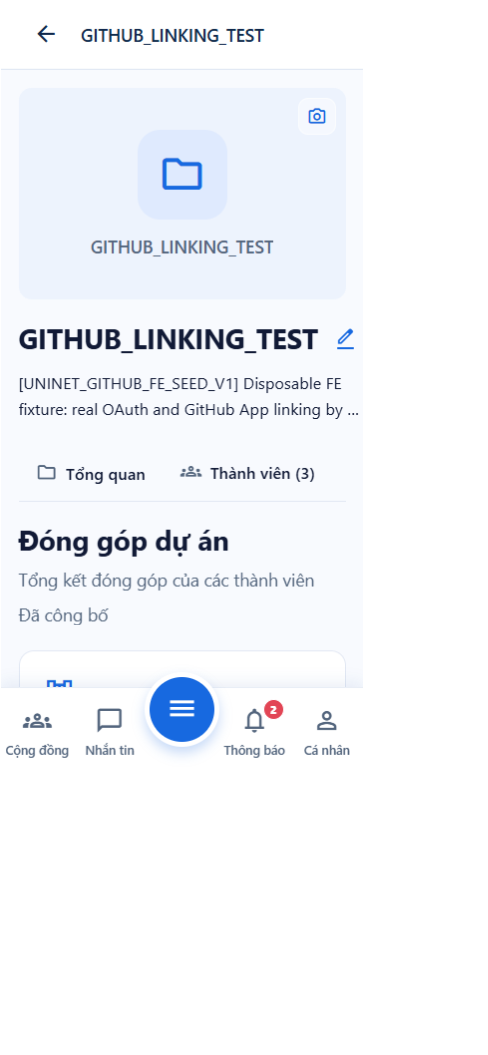 GITHUB_LINKING_TEST
GITHUB_LINKING_TEST
GITHUB_LINKING_TEST
[UNINET_GITHUB_FE_SEED_V1] Disposable FE
fixture: real OAuth and GitHub App linking by ...
Tổng quan
Thành viên (3)
Đóng góp dự án
Tổng kết đóng góp của các thành viên
Đã công bố
2
Cộng đồng
Nhắn tin
Thông báo
Cá nhân